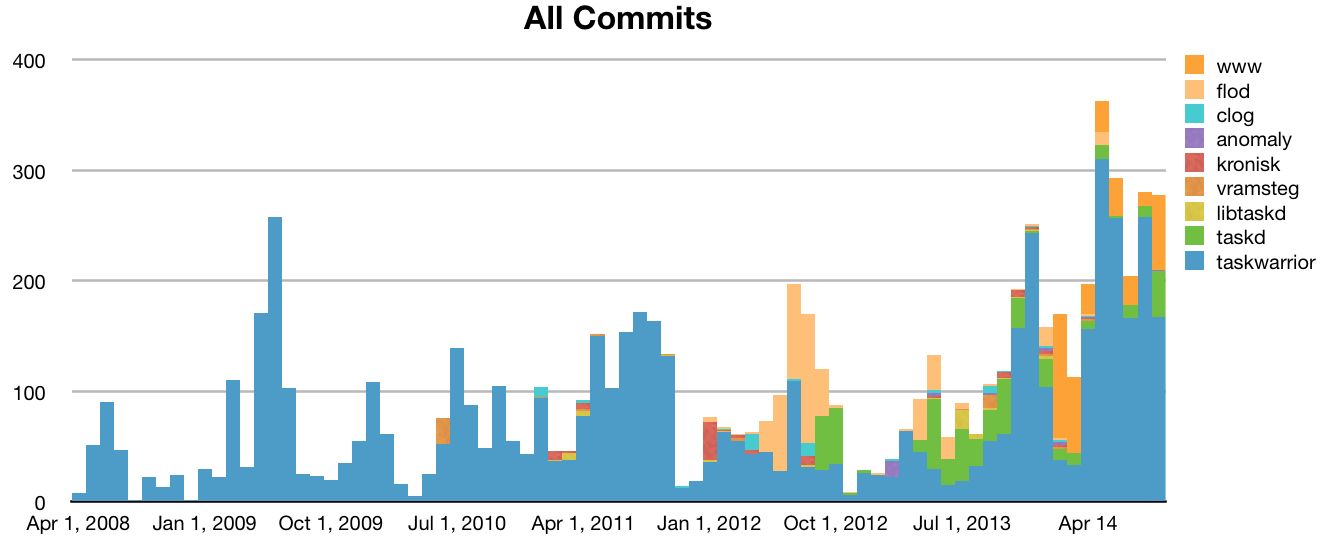 All Commits
400
300
200
100
0
Apr 1, 2008 Jan 1, 2009 Oct 1, 2009 Jul 1, 2010 Apr 1, 2011 Jan 1, 2012 Oct 1, 2012 Jul 1, 2013 Apr 14
www
flod
clog
anomaly
kronisk
vramsteg
libtaskd
taskd
taskwarrior